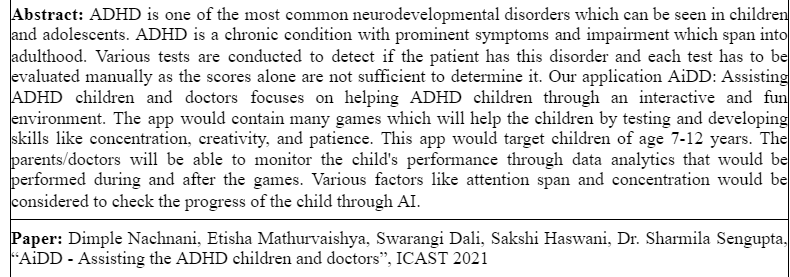 Abstract: ADHD is one of the most common neurodevelopmental disorders which can be seen in children
and adolescents. ADHD is a chronic condition with prominent symptoms and impairment which span into
adulthood. Various tests are conducted to detect if the patient has this disorder and each test has to be
evaluated manually as the scores alone are not sufficient to determine it. Our application AiDD: Assisting
ADHD children and doctors focuses on helping ADHD children through an interactive and fun
environment. The app would contain many games which will help the children by testing and developing
skills like concentration, creativity, and patience. This app would target children of age 7-12 years. The
parents/doctors will be able to monitor the child's performance through data analytics that would be
performed during and after the games. Various factors like attention span and concentration would be
considered to check the progress of the child through AI.
Paper: Dimple Nachnani, Etisha Mathurvaishya, Swarangi Dali, Sakshi Haswani, Dr. Sharmila Sengupta,
“AiDD - Assisting the ADHD children and doctors”, ICAST 2021